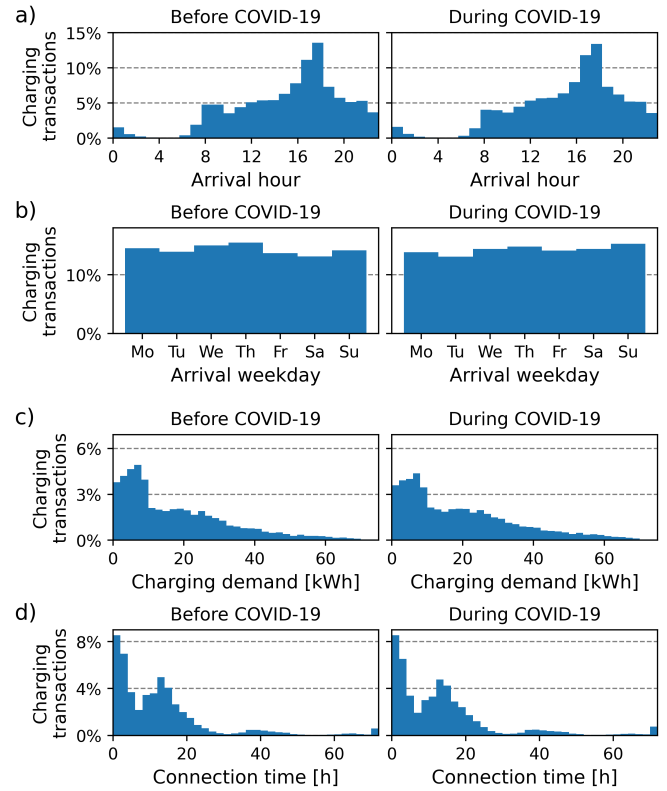 a)
Before COVID-19
During COVID-19
Charging
transactions
15%
10%
5%
0%
0 4 8 12 16 20
0 4 8 12 16 20
Arrival hour
Arrival hour
b)
Before COVID-19
During COVID-19
Charging
transactions
10%
0%
Mo Tu We Th Fr Sa Su
Mo Tu We Th Fr Sa Su
Arrival weekday
Arrival weekday
c)
Before COVID-19
During COVID-19
Charging
transactions
6%
3%
0%
0 20 40 60
0 20 40 60
Charging demand [kWh]
Charging demand [kWh]
d)
Before COVID-19
During COVID-19
Charging
transactions
8%
4%
0%
0 20 40 60
0 20 40 60
Connection time [h]
Connection time [h]